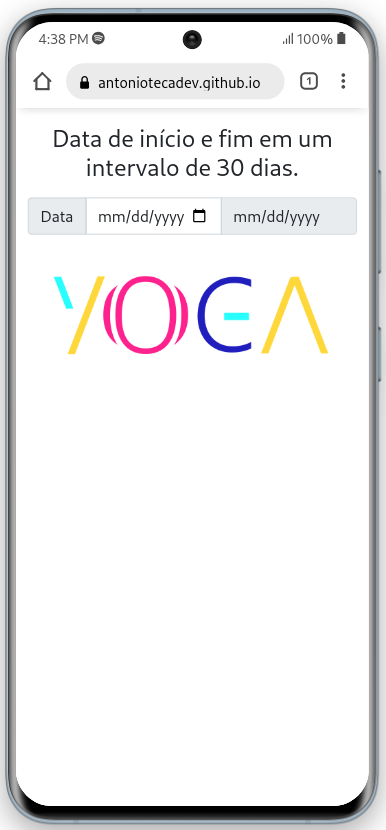 4:38 PM
100%
antoniotecadev.github.io
1
Data de início e fim em um
intervalo de 30 dias.
Data mm/dd/yyyy mm/dd/yyyy
YOGA